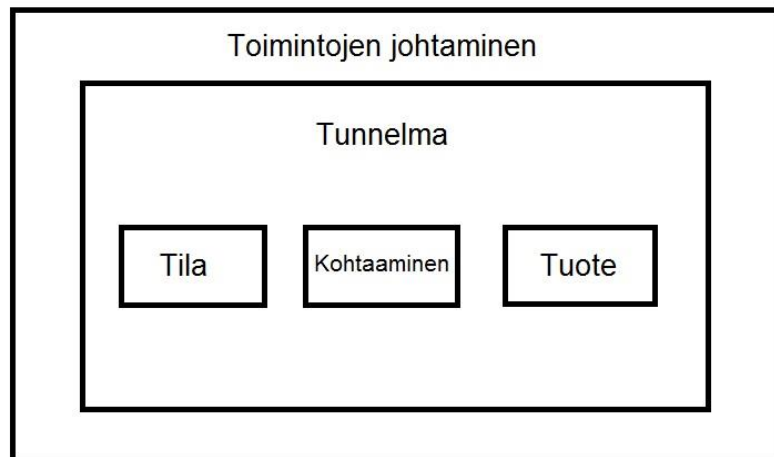 Toimintojen johtaminen
Tunnelma
Tila
Kohtaaminen
Tuote